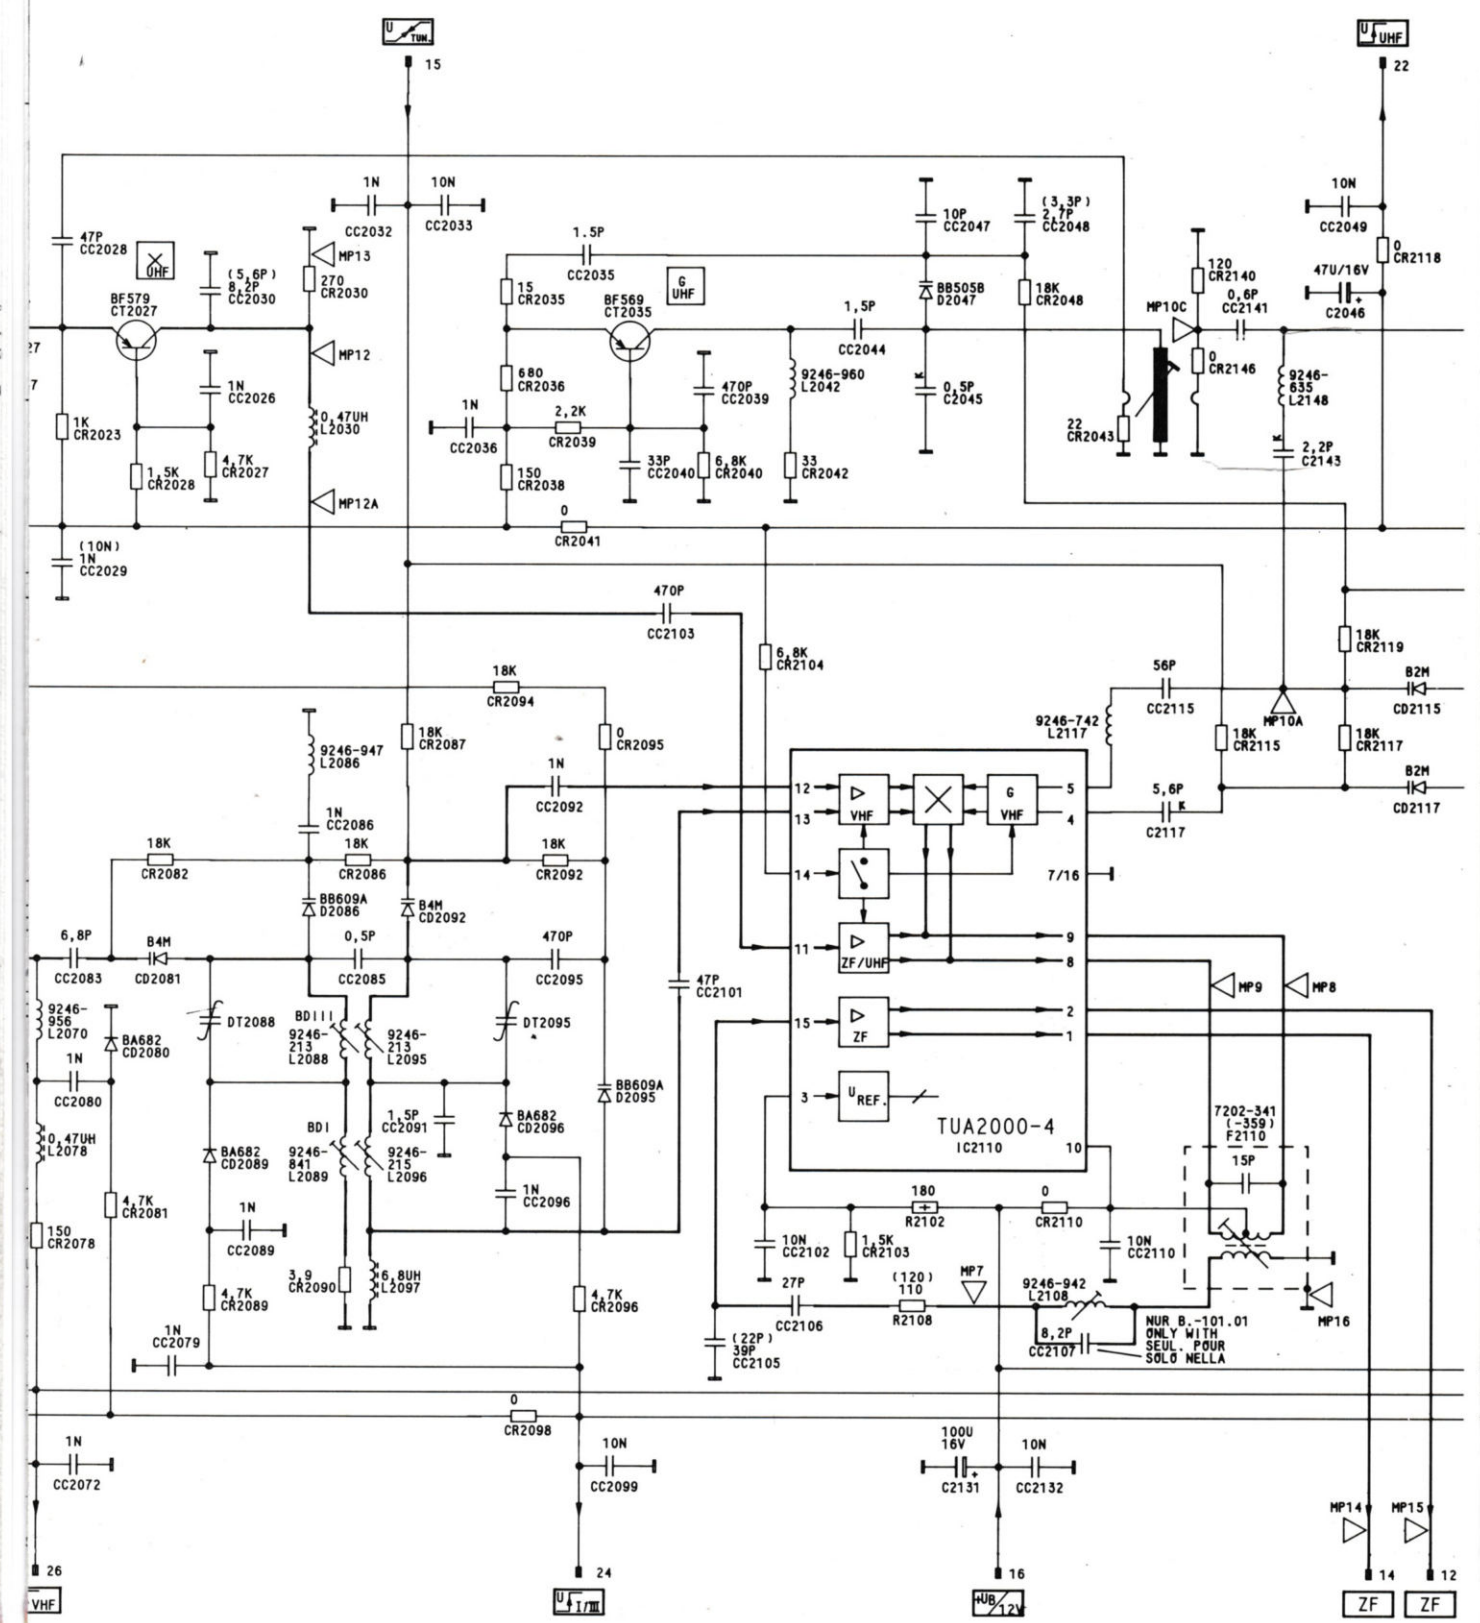 U TUN.
15
U UHF
22
1N
CC2032
10N
CC2033
10P
CC2047
(3,3P)
2,7P
CC2048
10N
CC2049
0
CR2118
47U/16V
+
C2046
47P
CC2028
UHF
(5,6P)
8,2P
CC2030
MP13
270
CR2030
1.5P
CC2035
G
UHF
15
CR2035
BF579
CT2027
BF569
CT2035
BB505B
D2047
18K
CR2048
120
CR2140
MP10C
0,6P
CC2141
1,5P
CC2044
27
7
MP12
1N
CC2026
680
CR2036
470P
CC2039
9246-960
L2042
K
0,5P
C2045
0
CR2146
9246-
635
L2148
1K
CR2023
0,47UH
L2030
1N
CC2036
2,2K
CR2039
22
CR2043
K
2,2P
C2143
1,5K
CR2028
4,7K
CR2027
150
CR2038
33P
CC2040
6,8K
CR2040
33
CR2042
MP12A
0
CR2041
(10N)
1N
CC2029
470P
CC2103
6,8K
CR2104
18K
CR2119
18K
CR2094
56P
CC2115
B2M
CD2115
MP10A
9246-742
L2117
9246-947
L2086
18K
CR2087
0
CR2095
18K
CR2115
18K
CR2117
1N
CC2092
12
VHF
G
VHF
5
5,6P
K
C2117
B2M
CD2117
13
4
1N
CC2086
18K
CR2082
18K
CR2086
18K
CR2092
14
7/16
BB609A
D2086
B4M
CD2092
6,8P
CC2083
B4M
CD2081
0,5P
CC2085
470P
CC2095
11
ZF/UHF
9
8
47P
CC2101
MP9
MP8
9246-
956
L2070
DT2088
BDIII
9246-
213
L2088
9246-
213
L2095
DT2095
15
ZF
2
1
BA682
CD2080
1N
CC2080
BB609A
D2095
3
U REF.
TUA2000-4
IC2110
10
7202-341
(-359)
F2110
15P
1,5P
CC2091
BA682
CD2096
0,47UH
L2078
BA682
CD2089
BDI
9246-
841
L2089
9246-
215
L2096
4,7K
CR2081
1N
CC2096
180
R2102
0
CR2110
150
CR2078
1N
CC2089
10N
CC2102
1,5K
CR2103
10N
CC2110
3,9
CR2090
6,8UH
L2097
4,7K
CR2089
4,7K
CR2096
27P
CC2106
(120)
110
R2108
MP7
9246-942
L2108
MP16
1N
CC2079
(22P)
39P
CC2105
8,2P
CC2107
NUR B.-101.01
ONLY WITH
SEUL. POUR
SOLO NELLA
0
CR2098
1N
CC2072
10N
CC2099
100U
16V
+
C2131
10N
CC2132
MP14
MP15
26
VHF
24
U I/III
16
+UB/12V
14
ZF
12
ZF